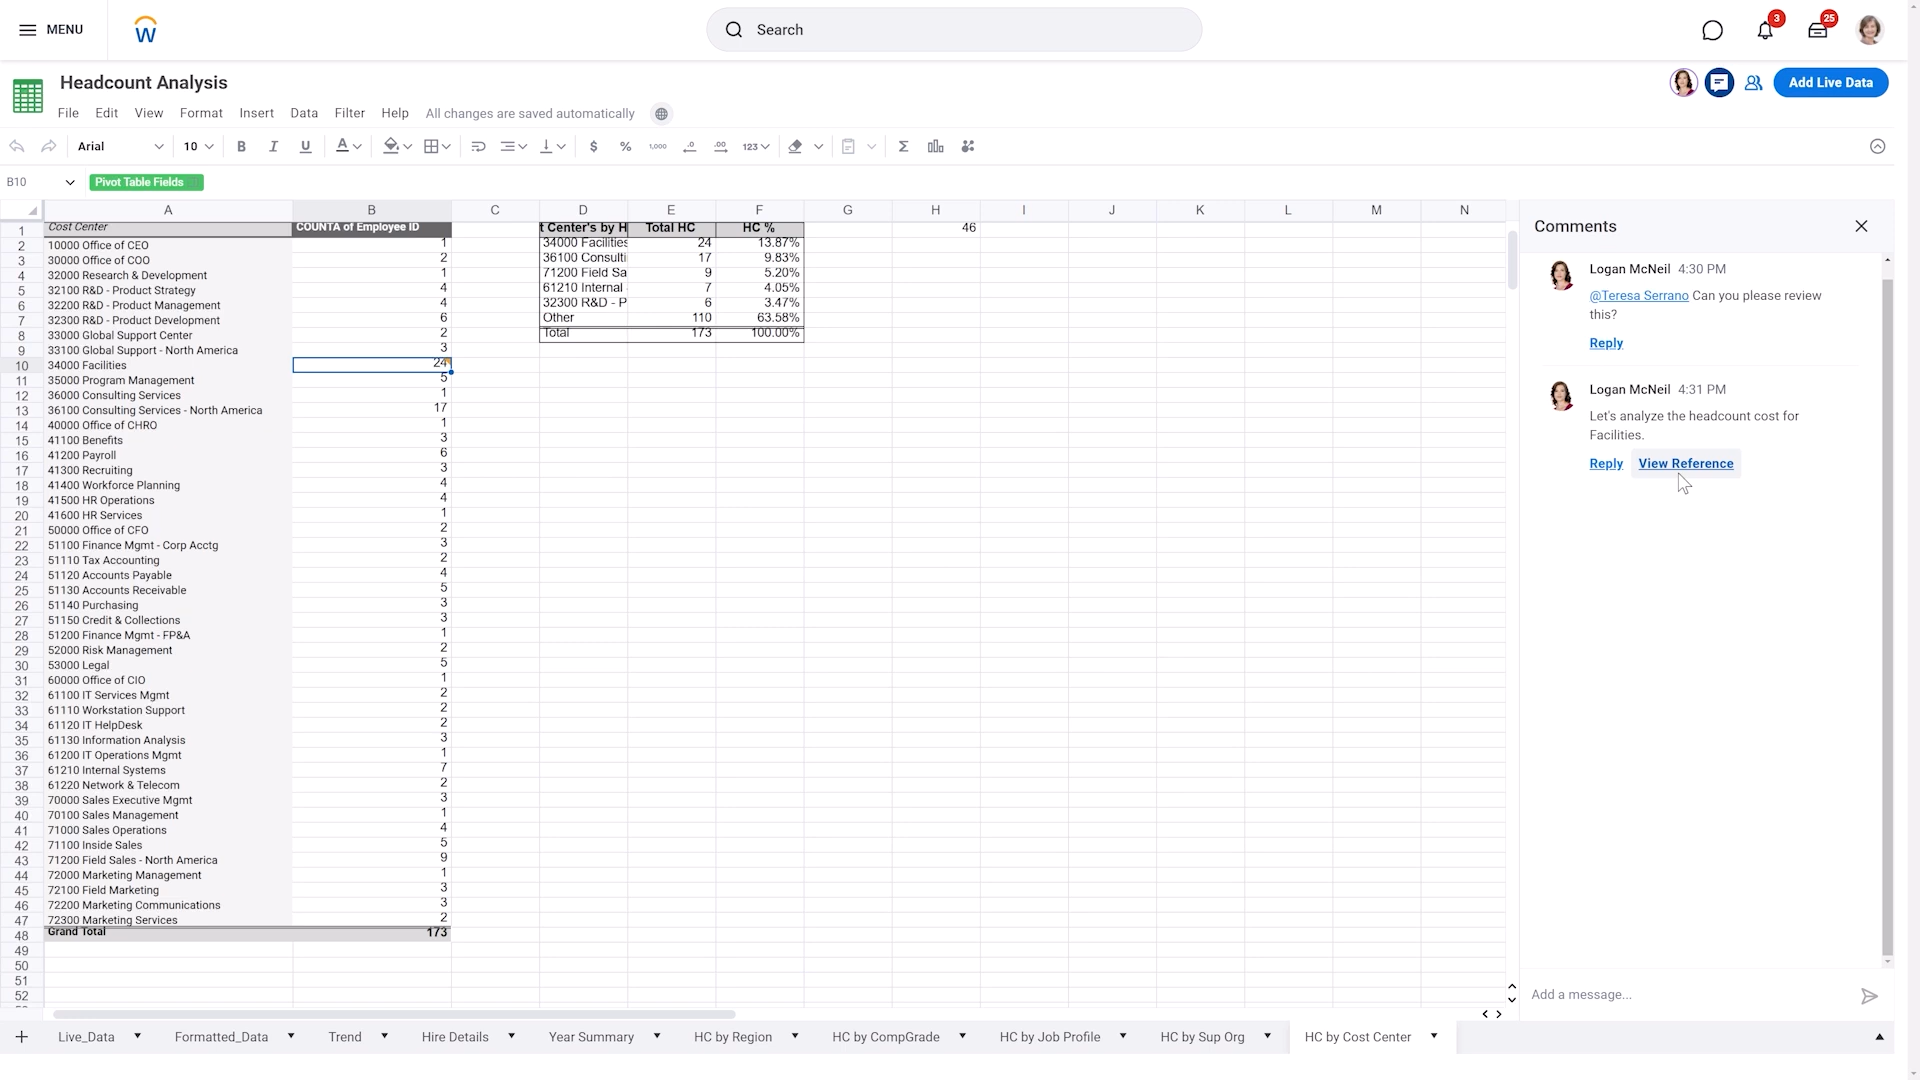 MENU
Search
3
25
Headcount Analysis
Add Live Data
File Edit View Format Insert Data Filter Help All changes are saved automatically
Arial 10 B I U A $ % 1,000 .0 .00 123 Σ
B10 Pivot Table Fields
A B C D E F G H I J K L M N
1 Cost Center COUNTA of Employee ID t Center's by H Total HC HC % 46
2 10000 Office of CEO 1 34000 Facilities 24 13.87%
3 30000 Office of COO 2 36100 Consulti 17 9.83%
4 32000 Research & Development 1 71200 Field Sa 9 5.20%
5 32100 R&D - Product Strategy 4 61210 Internal 7 4.05%
6 32200 R&D - Product Management 4 32300 R&D - P 6 3.47%
7 32300 R&D - Product Development 6 Other 110 63.58%
8 33000 Global Support Center 2 Total 173 100.00%
9 33100 Global Support - North America 3
10 34000 Facilities 24
11 35000 Program Management 5
12 36000 Consulting Services 1
13 36100 Consulting Services - North America 17
14 40000 Office of CHRO 1
15 41100 Benefits 3
16 41200 Payroll 6
17 41300 Recruiting 3
18 41400 Workforce Planning 4
19 41500 HR Operations 4
20 41600 HR Services 1
21 50000 Office of CFO 2
22 51100 Finance Mgmt - Corp Acctg 3
23 51110 Tax Accounting 2
24 51120 Accounts Payable 4
25 51130 Accounts Receivable 5
26 51140 Purchasing 3
27 51150 Credit & Collections 3
28 51200 Finance Mgmt - FP&A 1
29 52000 Risk Management 2
30 53000 Legal 5
31 60000 Office of CIO 1
32 61100 IT Services Mgmt 2
33 61110 Workstation Support 2
34 61120 IT HelpDesk 2
35 61130 Information Analysis 3
36 61200 IT Operations Mgmt 1
37 61210 Internal Systems 7
38 61220 Network & Telecom 2
39 70000 Sales Executive Mgmt 3
40 70100 Sales Management 1
41 71000 Sales Operations 4
42 71100 Inside Sales 5
43 71200 Field Sales - North America 9
44 72000 Marketing Management 1
45 72100 Field Marketing 3
46 72200 Marketing Communications 3
47 72300 Marketing Services 2
48 Grand Total 173
49
50
51
52
Comments
Logan McNeil 4:30 PM
@Teresa Serrano Can you please review
this?
Reply
Logan McNeil 4:31 PM
Let's analyze the headcount cost for
Facilities.
Reply View Reference
Add a message...
Live_Data Formatted_Data Trend Hire Details Year Summary HC by Region HC by CompGrade HC by Job Profile HC by Sup Org HC by Cost Center